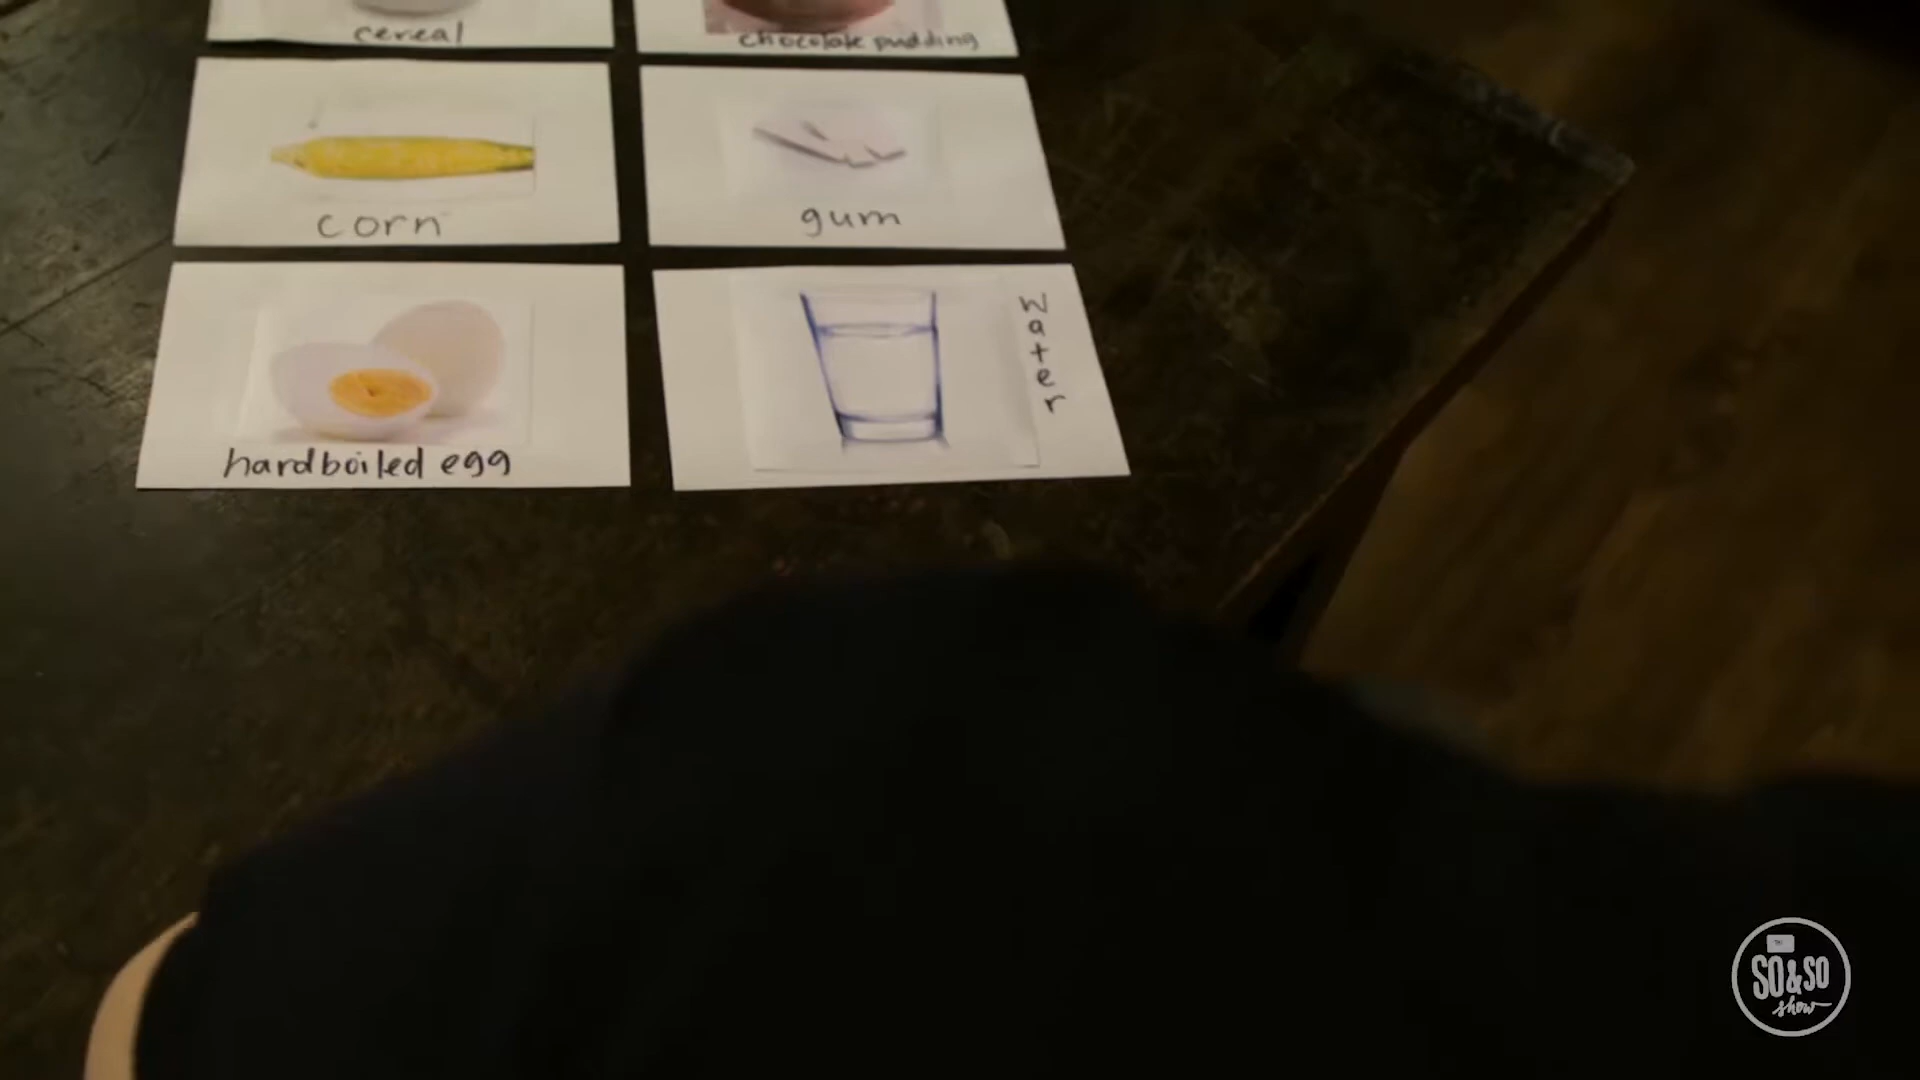 cereal
chocolate pudding
corn
gum
hardboiled egg
water
SO&SO
show